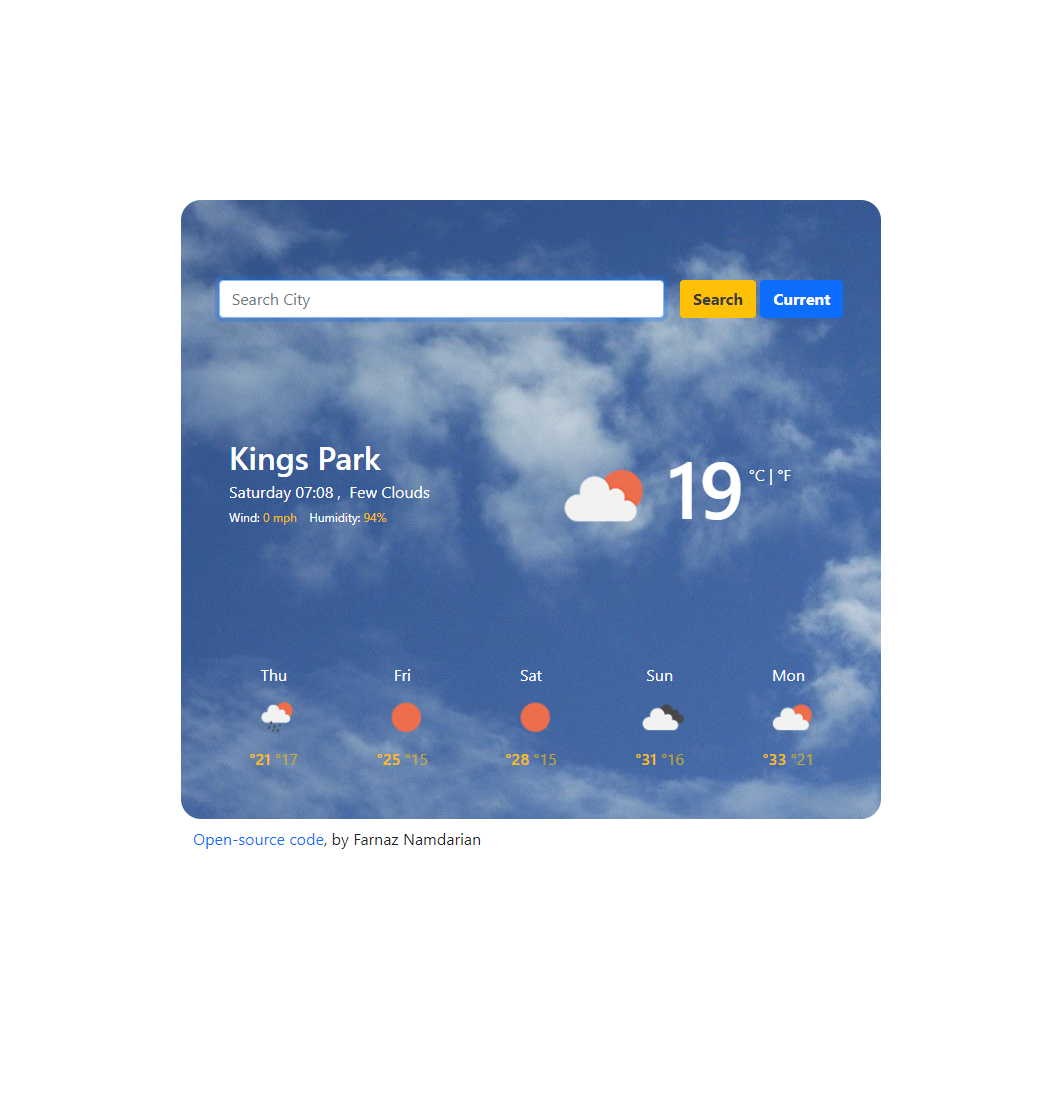 Search City
Search Current
Kings Park
Saturday 07:08 , Few Clouds
Wind: 0 mph Humidity: 94%
19 °C | °F
Thu Fri Sat Sun Mon
°21 °17 °25 °15 °28 °15 °31 °16 °33 °21
Open-source code, by Farnaz Namdarian